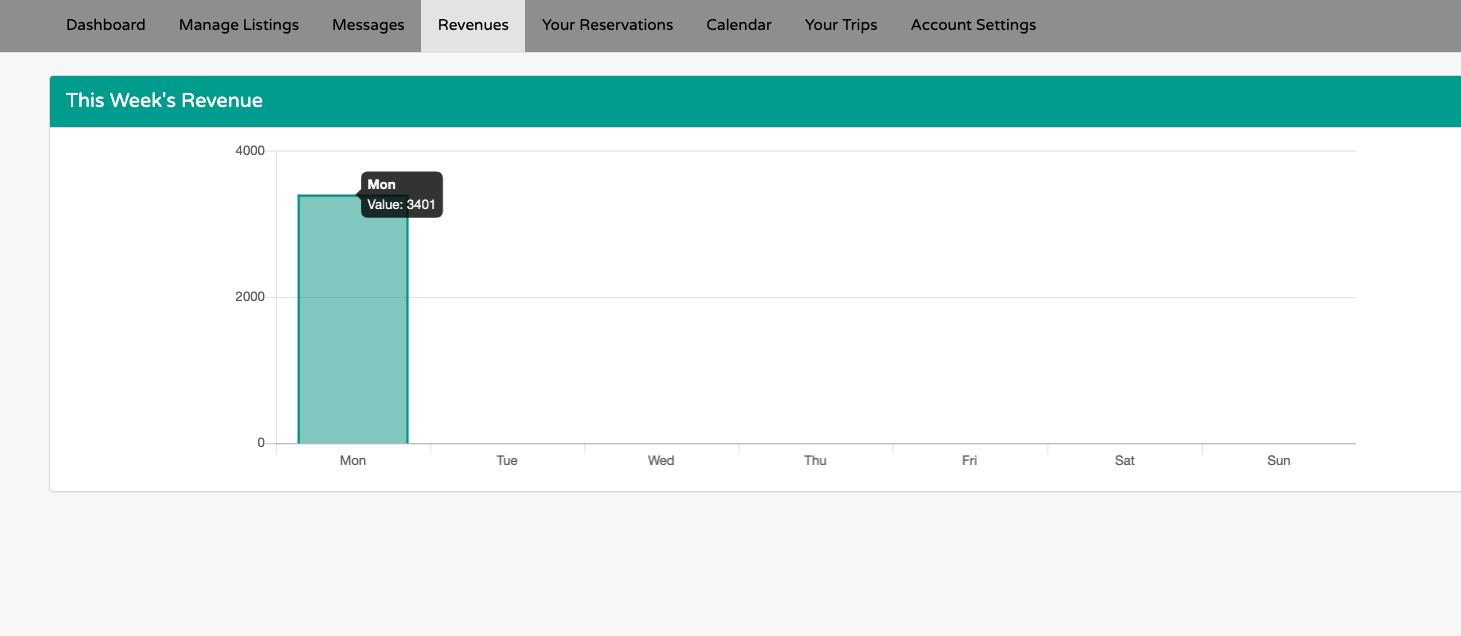 Dashboard Manage Listings Messages Revenues Your Reservations Calendar Your Trips Account Settings
This Week's Revenue
4000
Mon
Value: 3401
2000
0
Mon Tue Wed Thu Fri Sat Sun